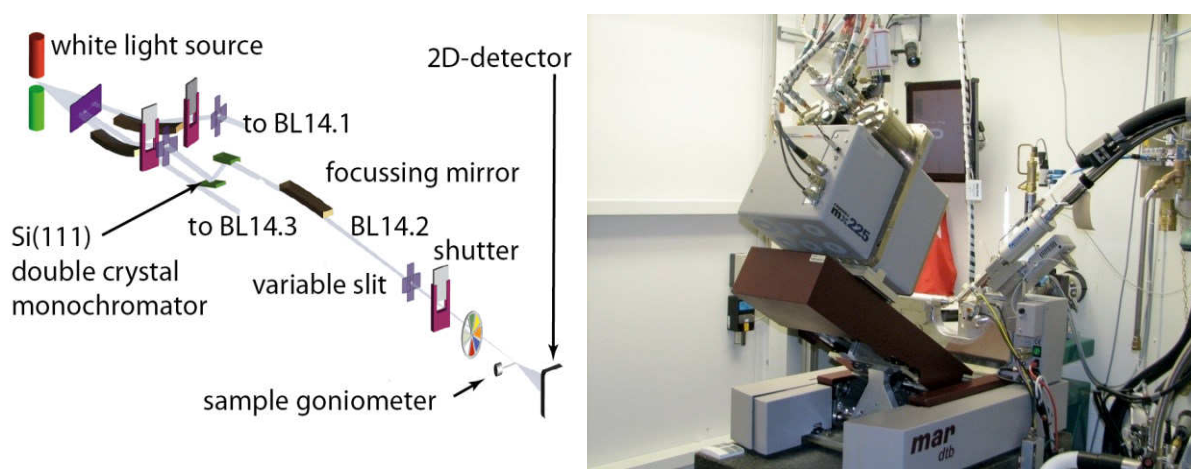 white light source
2D-detector
to BL14.1
focussing mirror
to BL14.3
BL14.2
Si(111)
double crystal
monochromator
shutter
variable slit
sample goniometer
mx225
mar
dtb